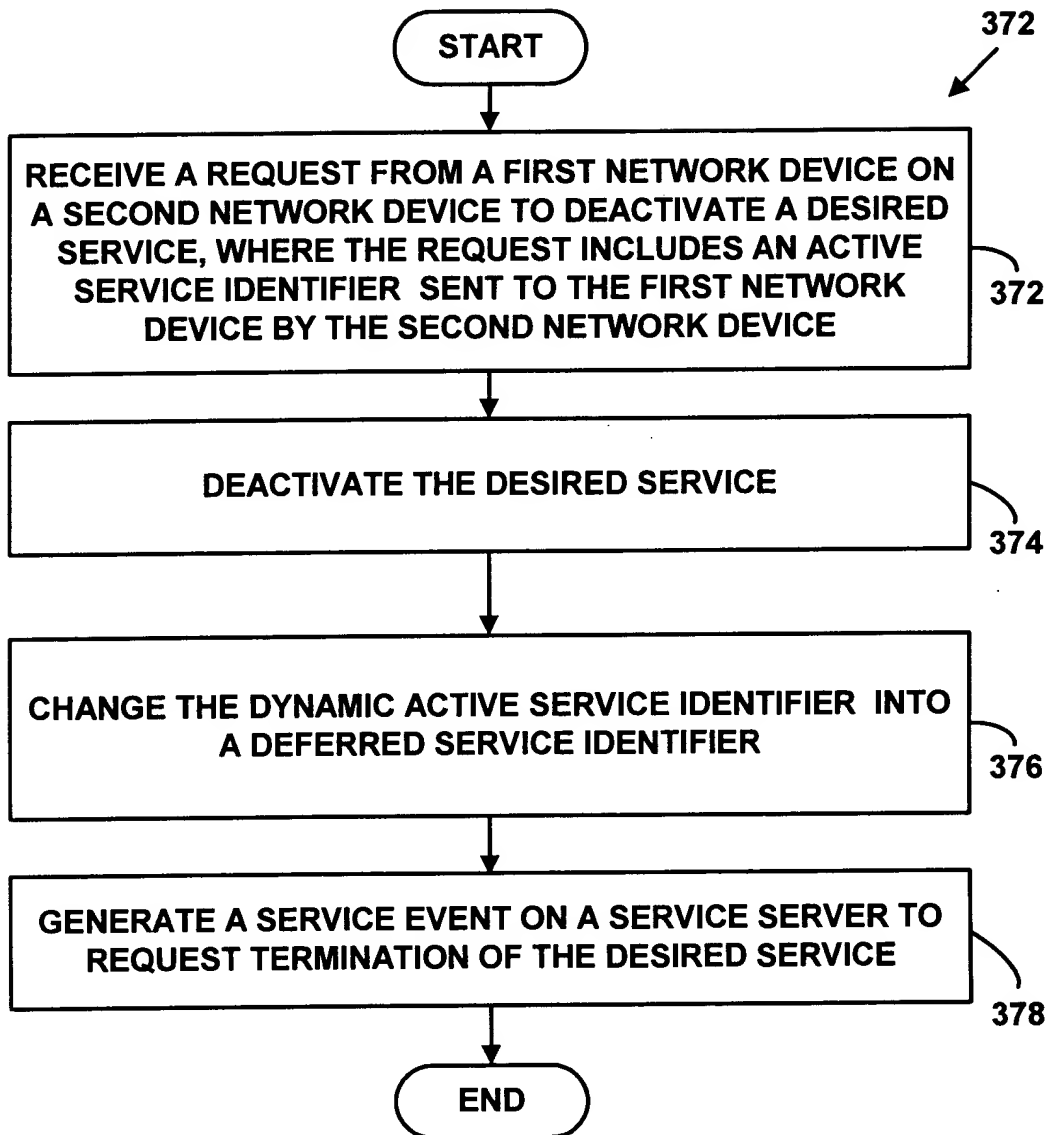 START
372
RECEIVE A REQUEST FROM A FIRST NETWORK DEVICE ON
A SECOND NETWORK DEVICE TO DEACTIVATE A DESIRED
SERVICE, WHERE THE REQUEST INCLUDES AN ACTIVE
SERVICE IDENTIFIER SENT TO THE FIRST NETWORK
DEVICE BY THE SECOND NETWORK DEVICE
372
DEACTIVATE THE DESIRED SERVICE
374
CHANGE THE DYNAMIC ACTIVE SERVICE IDENTIFIER INTO
A DEFERRED SERVICE IDENTIFIER
376
GENERATE A SERVICE EVENT ON A SERVICE SERVER TO
REQUEST TERMINATION OF THE DESIRED SERVICE
378
END